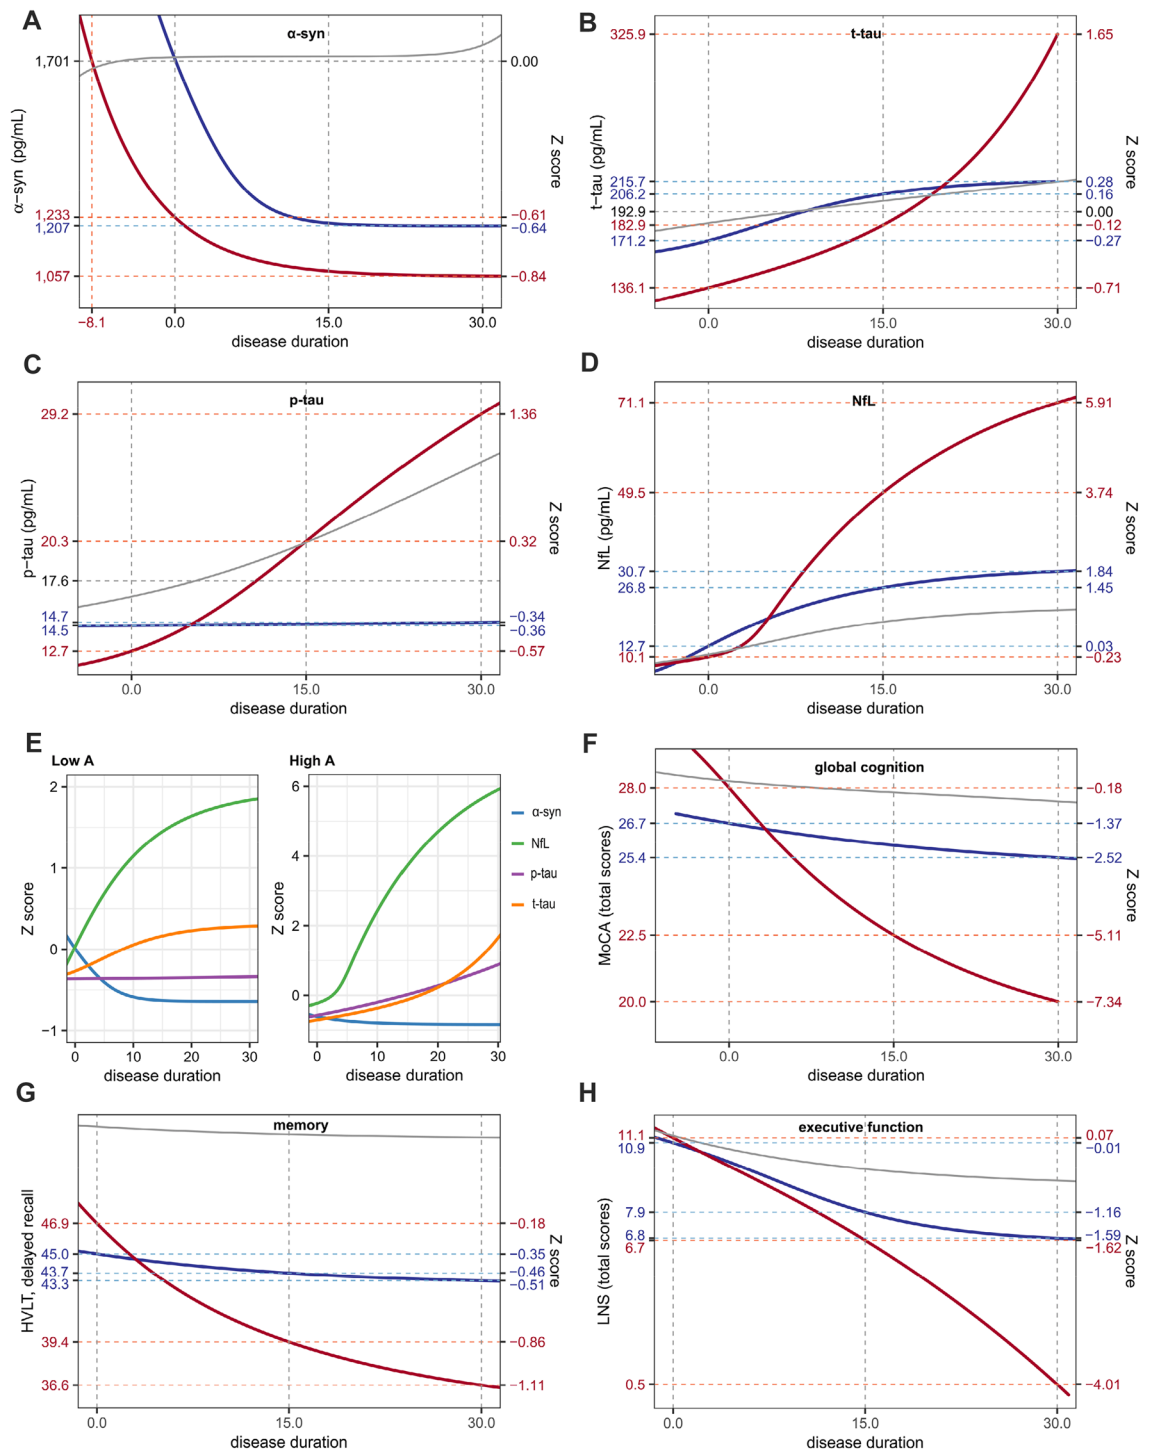 A
α-syn
α−syn (pg/mL)
1,701
1,233
1,207
1,057
0.00
−0.61
−0.64
−0.84
Z score
−8.1
0.0
15.0
30.0
disease duration
B
t-tau
t−tau (pg/mL)
325.9
215.7
206.2
192.9
182.9
171.2
136.1
1.65
0.28
0.16
0.00
−0.12
−0.27
−0.71
Z score
0.0
15.0
30.0
disease duration
C
p-tau
p−tau (pg/mL)
29.2
20.3
17.6
14.7
14.5
12.7
1.36
0.32
−0.34
−0.36
−0.57
Z score
0.0
15.0
30.0
disease duration
D
NfL
NfL (pg/mL)
71.1
49.5
30.7
26.8
12.7
10.1
5.91
3.74
1.84
1.45
0.03
−0.23
Z score
0.0
15.0
30.0
disease duration
E
Low A
Z score
2
1
0
−1
0
10
20
30
disease duration
High A
Z score
6
4
2
0
0
10
20
30
disease duration
α-syn
NfL
p-tau
t-tau
F
global cognition
MoCA (total scores)
28.0
26.7
25.4
22.5
20.0
−0.18
−1.37
−2.52
−5.11
−7.34
Z score
0.0
15.0
30.0
disease duration
G
memory
HVLT, delayed recall
46.9
45.0
43.7
43.3
39.4
36.6
−0.18
−0.35
−0.46
−0.51
−0.86
−1.11
Z score
0.0
15.0
30.0
disease duration
H
executive function
LNS (total scores)
11.1
10.9
7.9
6.8
6.7
0.5
0.07
−0.01
−1.16
−1.59
−1.62
−4.01
Z score
0.0
15.0
30.0
disease duration